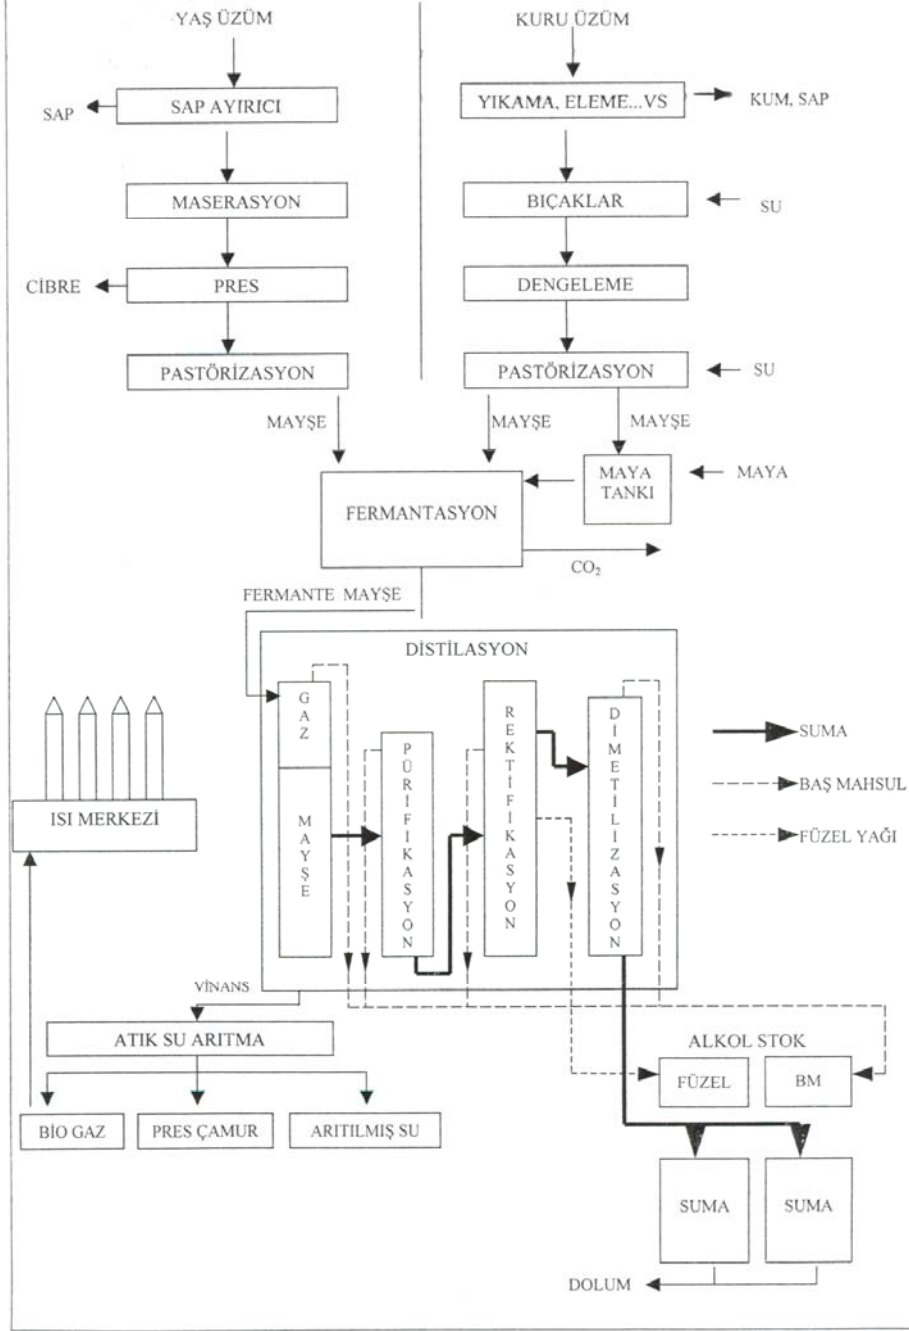 YAŞ ÜZÜM
KURU ÜZÜM
SAP
SAP AYIRICI
YIKAMA, ELEME...VS
KUM, SAP
MASERASYON
BIÇAKLAR
SU
CİBRE
PRES
DENGELEME
PASTÖRİZASYON
PASTÖRİZASYON
SU
MAYŞE
MAYŞE
MAYŞE
MAYA
TANKI
MAYA
FERMANTASYON
CO₂
FERMANTE MAYŞE
DİSTİLASYON
GAZ
MAYŞE
PÜRİFİKASYON
REKTİFİKASYON
DİMETİLİZASYON
SUMA
BAŞ MAHSUL
FÜZEL YAĞI
ISI MERKEZİ
VİNANS
ATIK SU ARITMA
BİO GAZ
PRES ÇAMUR
ARITILMIŞ SU
ALKOL STOK
FÜZEL
BM
SUMA
SUMA
DOLUM